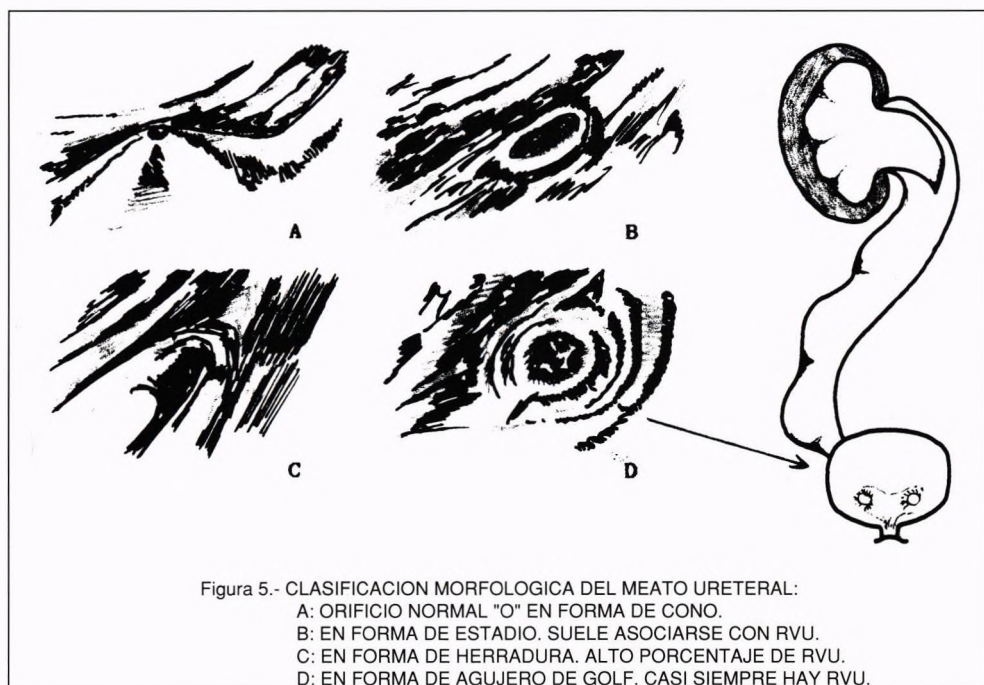 A
B
C
D
Figura 5.- CLASIFICACION MORFOLOGICA DEL MEATO URETERAL:
A: ORIFICIO NORMAL "O" EN FORMA DE CONO.
B: EN FORMA DE ESTADIO. SUELE ASOCIARSE CON RVU.
C: EN FORMA DE HERRADURA. ALTO PORCENTAJE DE RVU.
D: EN FORMA DE AGUJERO DE GOLF. CASI SIEMPRE HAY RVU.